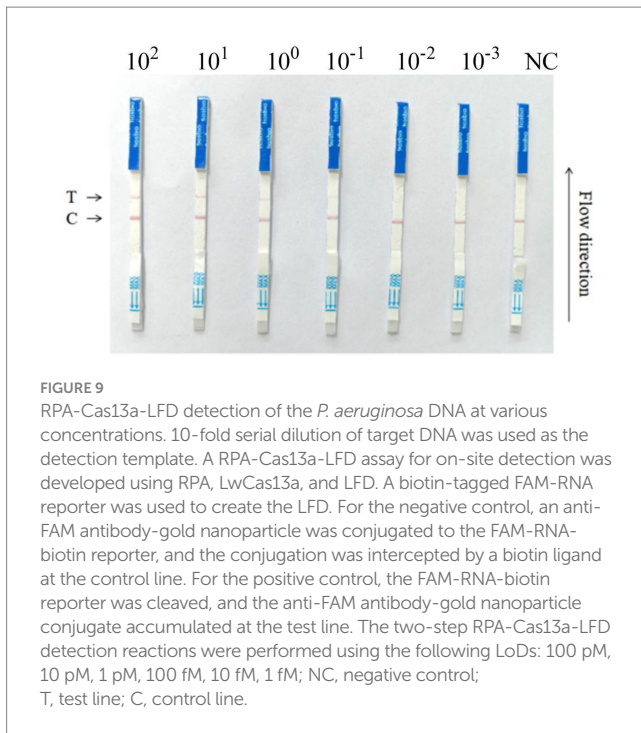 10² 10¹ 10⁰ 10⁻¹ 10⁻² 10⁻³ NC
T →
C →
Flow direction
FIGURE 9
RPA-Cas13a-LFD detection of the P. aeruginosa DNA at various
concentrations. 10-fold serial dilution of target DNA was used as the
detection template. A RPA-Cas13a-LFD assay for on-site detection was
developed using RPA, LwCas13a, and LFD. A biotin-tagged FAM-RNA
reporter was used to create the LFD. For the negative control, an anti-
FAM antibody-gold nanoparticle was conjugated to the FAM-RNA-
biotin reporter, and the conjugation was intercepted by a biotin ligand
at the control line. For the positive control, the FAM-RNA-biotin
reporter was cleaved, and the anti-FAM antibody-gold nanoparticle
conjugate accumulated at the test line. The two-step RPA-Cas13a-LFD
detection reactions were performed using the following LoDs: 100 pM,
10 pM, 1 pM, 100 fM, 10 fM, 1 fM; NC, negative control;
T, test line; C, control line.